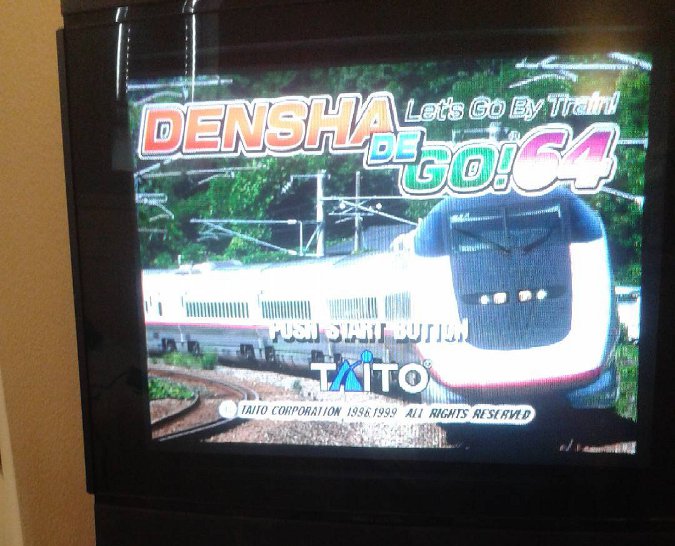 Let's Go By Train!
DENSHA
DE
GO! 64
PUSH START BUTTON
TAITO
TAITO CORPORATION 1996,1999 ALL RIGHTS RESERVED